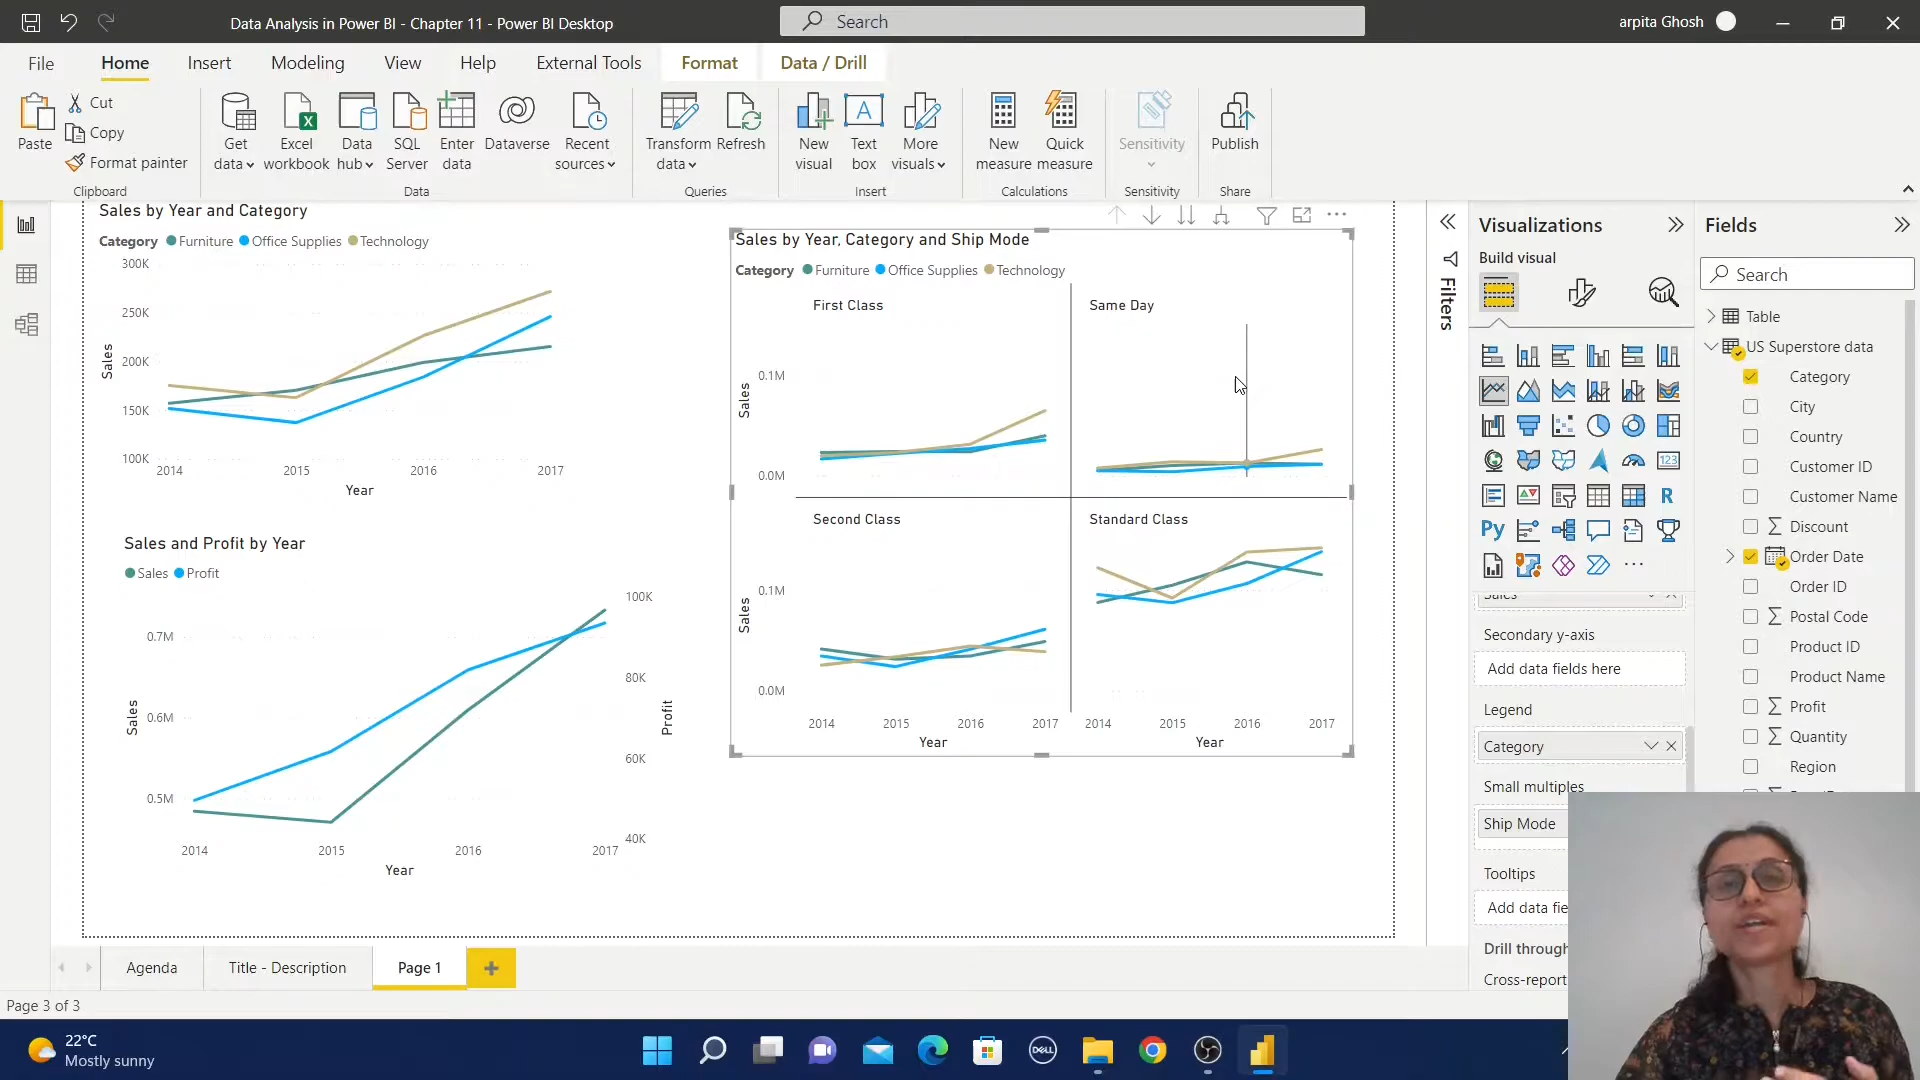 Data Analysis in Power BI - Chapter 11 - Power BI Desktop
Search
arpita Ghosh
File Home Insert Modeling View Help External Tools Format Data / Drill
Paste
Cut
Copy
Format painter
Clipboard
Get data
Excel workbook
Data hub
SQL Server
Enter data
Dataverse
Recent sources
Data
Transform data
Refresh
Queries
New visual
Text box
More visuals
Insert
New measure
Quick measure
Calculations
Sensitivity
Sensitivity
Publish
Share
Sales by Year and Category
Category Furniture Office Supplies Technology
300K
250K
200K
150K
100K
Sales
2014 2015 2016 2017
Year
Sales and Profit by Year
Sales Profit
0.7M
0.6M
0.5M
Sales
100K
80K
60K
40K
Profit
2014 2015 2016 2017
Year
Sales by Year, Category and Ship Mode
Category Furniture Office Supplies Technology
First Class
Same Day
0.1M
0.0M
Sales
Second Class
Standard Class
0.1M
0.0M
Sales
2014 2015 2016 2017 2014 2015 2016 2017
Year Year
Filters
Visualizations
Build visual
123
R
Py
Sales
Secondary y-axis
Add data fields here
Legend
Category
Small multiples
Ship Mode
Tooltips
Add data fie
Drill through
Cross-report
Fields
Search
Table
US Superstore data
Category
City
Country
Customer ID
Customer Name
Discount
Order Date
Order ID
Postal Code
Product ID
Product Name
Profit
Quantity
Region
Agenda
Title - Description
Page 1
Page 3 of 3
22°C
Mostly sunny
DELL